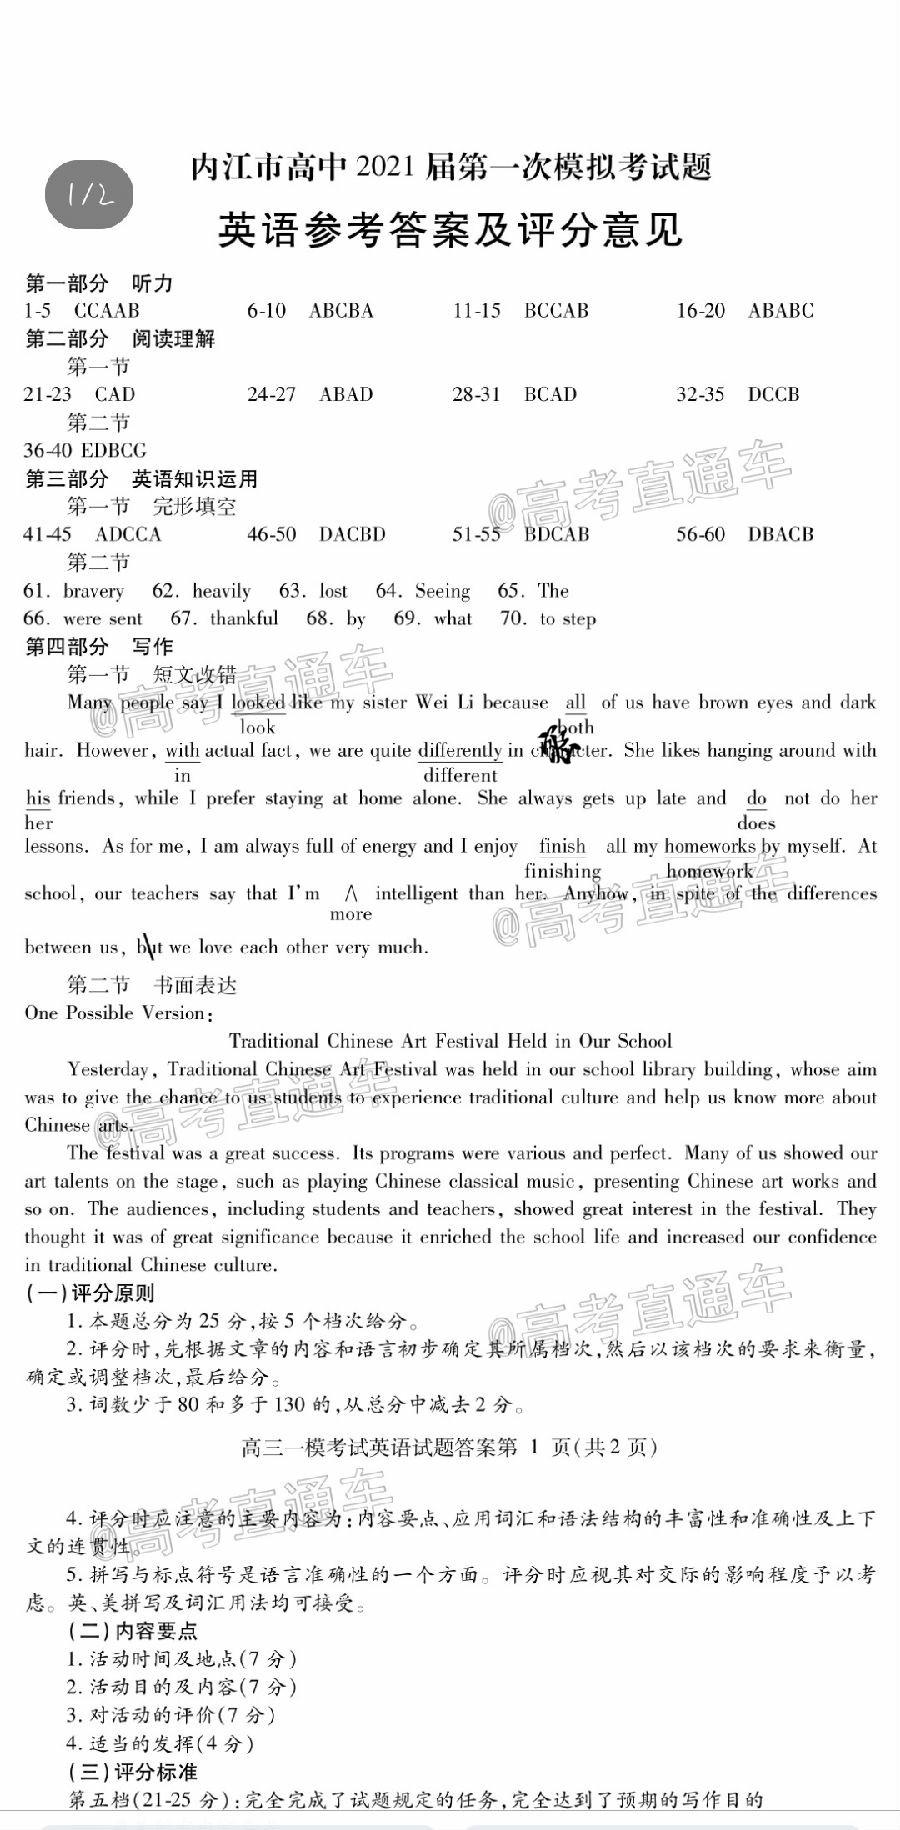 1/2
内江市高中 2021 届第一次模拟考试题
英语参考答案及评分意见
第一部分 听力
1-5 CCAAB 6-10 ABCBA 11-15 BCCAB 16-20 ABABC
第二部分 阅读理解
第一节
21-23 CAD 24-27 ABAD 28-31 BCAD 32-35 DCCB
第二节
36-40 EDBCG
第三部分 英语知识运用
第一节 完形填空
41-45 ADCCA 46-50 DACBD 51-55 BDCAB 56-60 DBACB
第二节
61. bravery 62. heavily 63. lost 64. Seeing 65. The
66. were sent 67. thankful 68. by 69. what 70. to step
第四部分 写作
第一节 短文改错
Many people say I looked like my sister Wei Li because all of us have brown eyes and dark
look both
hair. However, with actual fact, we are quite differently in character. She likes hanging around with
in different
his friends, while I prefer staying at home alone. She always gets up late and do not do her
her does
lessons. As for me, I am always full of energy and I enjoy finish all my homeworks by myself. At
finishing homework
school, our teachers say that I'm ∧ intelligent than her. Anyhow, in spite of the differences
more
between us, but we love each other very much.
第二节 书面表达
One Possible Version:
Traditional Chinese Art Festival Held in Our School
Yesterday, Traditional Chinese Art Festival was held in our school library building, whose aim
was to give the chance to us students to experience traditional culture and help us know more about
Chinese arts.
The festival was a great success. Its programs were various and perfect. Many of us showed our
art talents on the stage, such as playing Chinese classical music, presenting Chinese art works and
so on. The audiences, including students and teachers, showed great interest in the festival. They
thought it was of great significance because it enriched the school life and increased our confidence
in traditional Chinese culture.
(一)评分原则
1. 本题总分为 25 分,按 5 个档次给分。
2. 评分时,先根据文章的内容和语言初步确定其所属档次,然后以该档次的要求来衡量,
确定或调整档次,最后给分。
3. 词数少于 80 和多于 130 的,从总分中减去 2 分。
高三一模考试英语试题答案第 1 页(共 2 页)
4. 评分时应注意的主要内容为:内容要点、应用词汇和语法结构的丰富性和准确性及上下
文的连贯性。
5. 拼写与标点符号是语言准确性的一个方面。评分时应视其对交际的影响程度予以考
虑。英、美拼写及词汇用法均可接受。
(二)内容要点
1. 活动时间及地点(7 分)
2. 活动目的及内容(7 分)
3. 对活动的评价(7 分)
4. 适当的发挥(4 分)
(三)评分标准
第五档(21-25 分):完全完成了试题规定的任务,完全达到了预期的写作目的
@高考直通车
@高考直通车
@高考直通车
@高考直通车
@高考直通车
@高考直通车